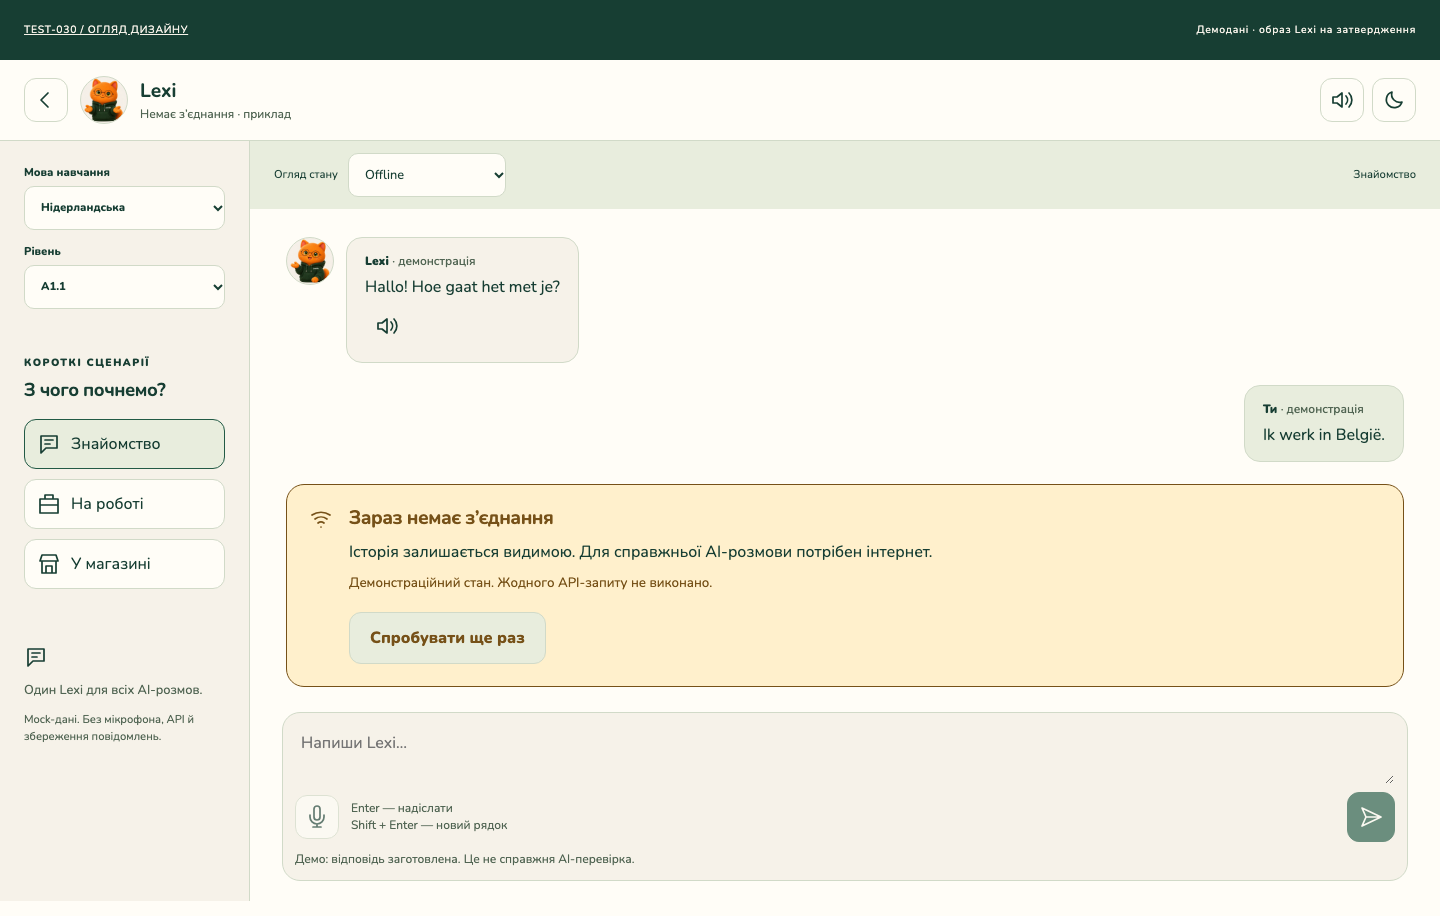 TEST-030 / ОГЛЯД ДИЗАЙНУ
Демодані · образ Lexi на затвердження
Lexi
Немає з’єднання · приклад
Мова навчання
Нідерландська
Рівень
A1.1
КОРОТКІ СЦЕНАРІЇ
З чого почнемо?
Знайомство
На роботі
У магазині
Один Lexi для всіх AI-розмов.
Mock-дані. Без мікрофона, API й
збереження повідомлень.
Огляд стану
Offline
Знайомство
Lexi · демонстрація
Hallo! Hoe gaat het met je?
Ти · демонстрація
Ik werk in België.
Зараз немає з’єднання
Історія залишається видимою. Для справжньої AI-розмови потрібен інтернет.
Демонстраційний стан. Жодного API-запиту не виконано.
Спробувати ще раз
Напиши Lexi…
Enter — надіслати
Shift + Enter — новий рядок
Демо: відповідь заготовлена. Це не справжня AI-перевірка.